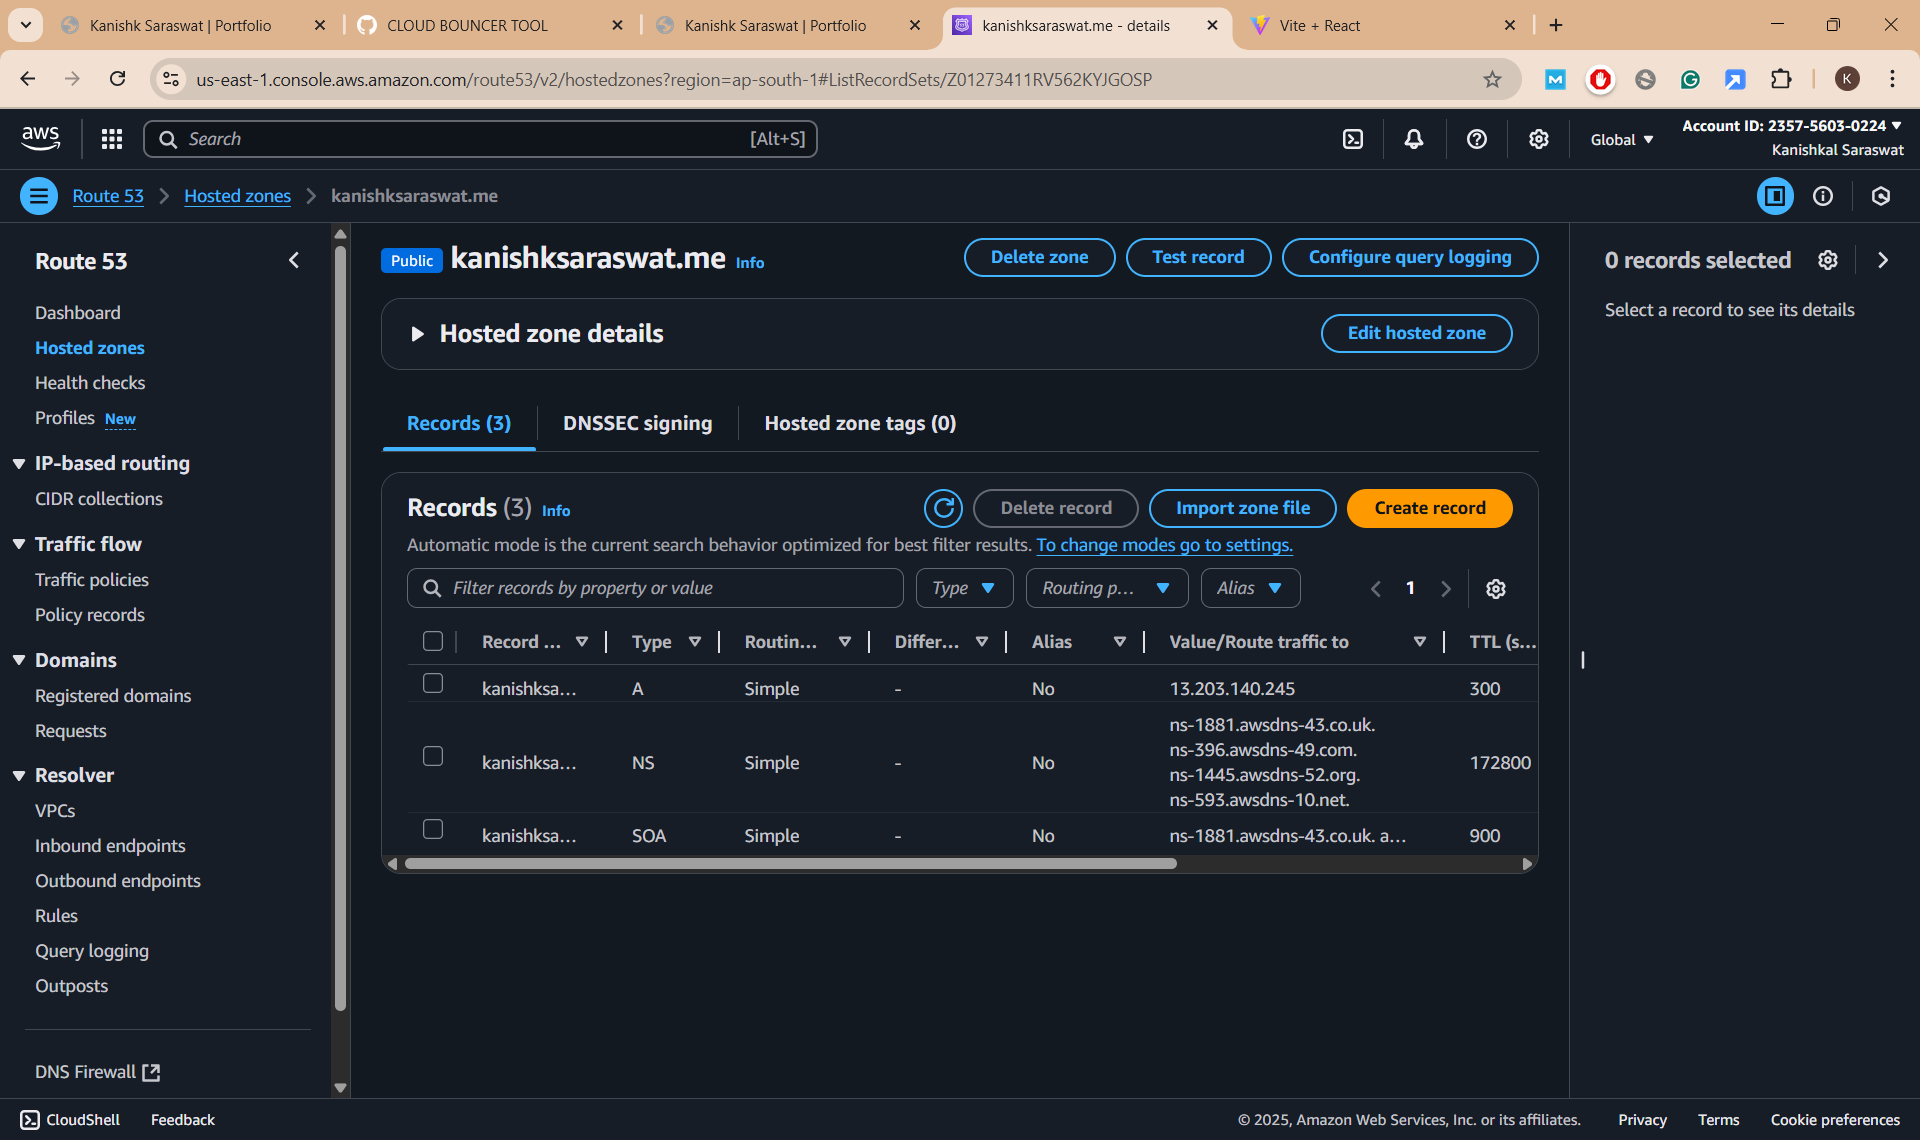 Kanishk Saraswat | Portfolio
CLOUD BOUNCER TOOL
Kanishk Saraswat | Portfolio
kanishksaraswat.me - details
Vite + React
us-east-1.console.aws.amazon.com/route53/v2/hostedzones?region=ap-south-1#ListRecordSets/Z01273411RV562KYJGOSP
M
K
aws
Search
[Alt+S]
Global
Account ID: 2357-5603-0224
Kanishkal Saraswat
Route 53
Hosted zones
kanishksaraswat.me
Route 53
Dashboard
Hosted zones
Health checks
Profiles New
IP-based routing
CIDR collections
Traffic flow
Traffic policies
Policy records
Domains
Registered domains
Requests
Resolver
VPCs
Inbound endpoints
Outbound endpoints
Rules
Query logging
Outposts
DNS Firewall
Public kanishksaraswat.me Info
Delete zone
Test record
Configure query logging
Hosted zone details
Edit hosted zone
Records (3)
DNSSEC signing
Hosted zone tags (0)
Records (3) Info
Delete record
Import zone file
Create record
Automatic mode is the current search behavior optimized for best filter results. To change modes go to settings.
Filter records by property or value
Type
Routing p...
Alias
1
Record ... Type Routin... Differ... Alias Value/Route traffic to TTL (s...
kanishksa... A Simple - No 13.203.140.245 300
kanishksa... NS Simple - No ns-1881.awsdns-43.co.uk.
ns-396.awsdns-49.com.
ns-1445.awsdns-52.org.
ns-593.awsdns-10.net.
172800
kanishksa... SOA Simple - No ns-1881.awsdns-43.co.uk. a... 900
0 records selected
Select a record to see its details
CloudShell
Feedback
© 2025, Amazon Web Services, Inc. or its affiliates.
Privacy
Terms
Cookie preferences